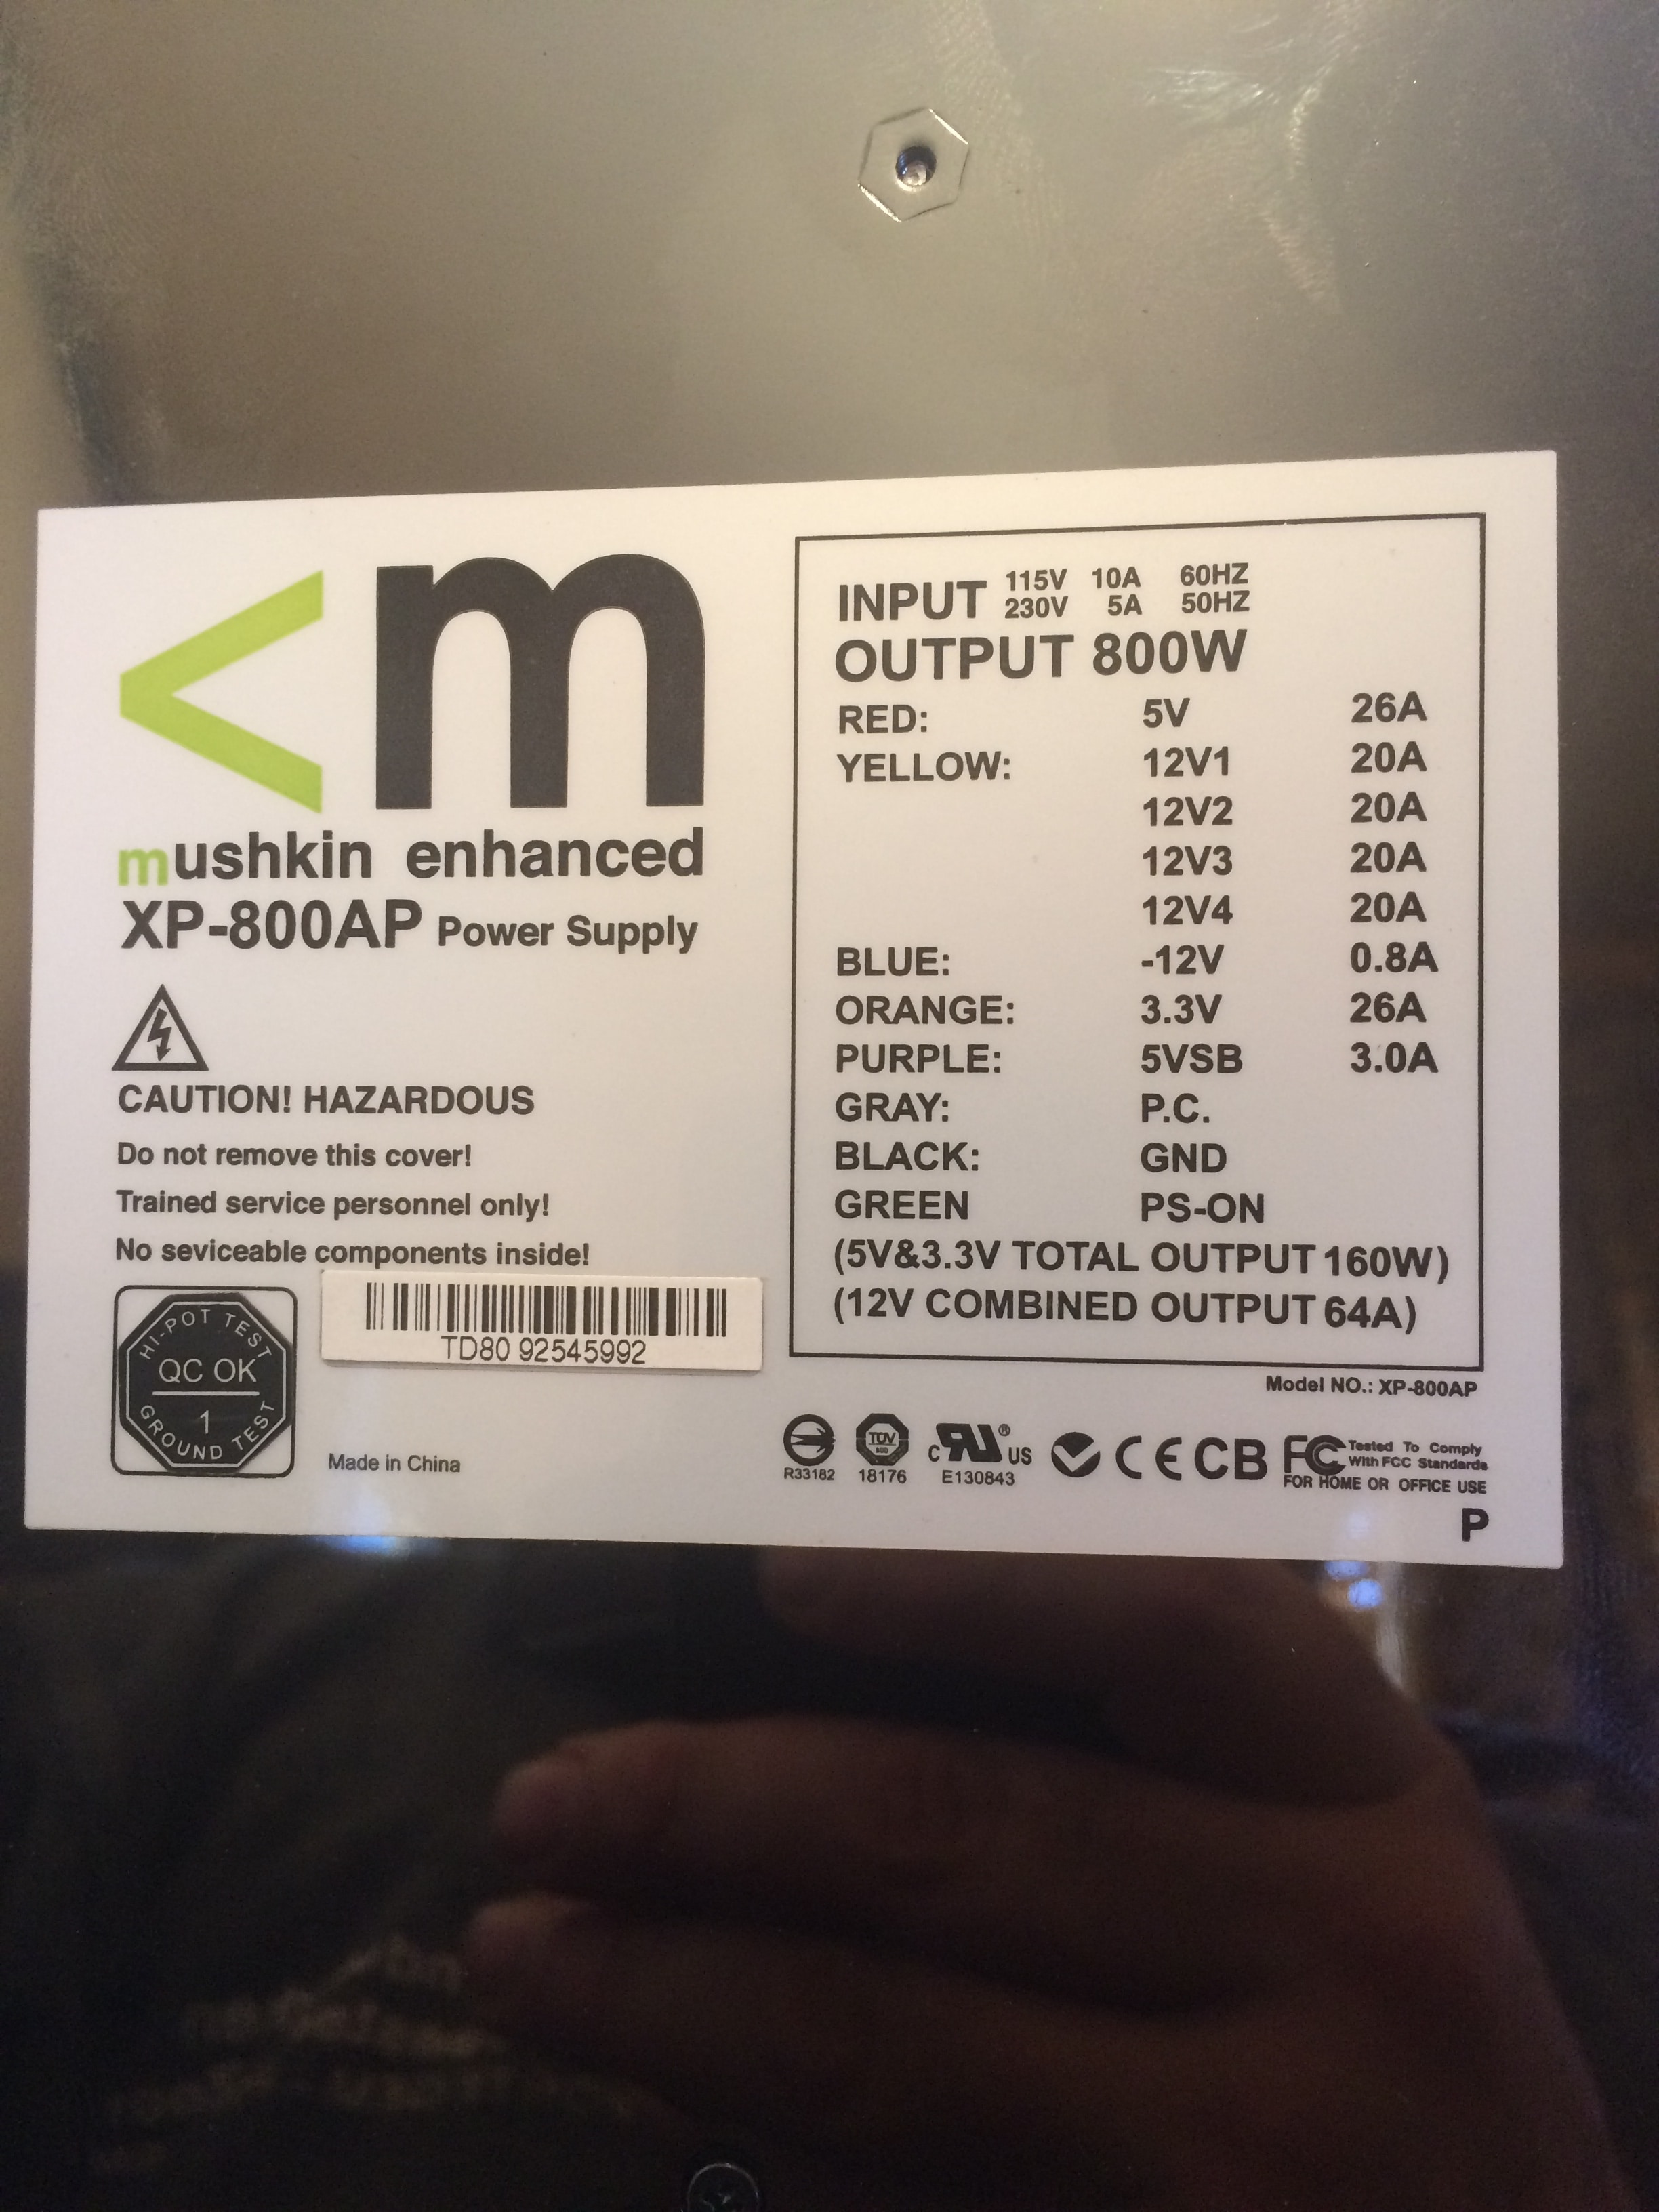 <m
mushkin enhanced
XP-800AP Power Supply
CAUTION! HAZARDOUS
Do not remove this cover!
Trained service personnel only!
No seviceable components inside!
HI-POT TEST
QC OK
1
GROUND TEST
TD80 92545992
Made in China
INPUT 115V 10A 60HZ
230V 5A 50HZ
OUTPUT 800W
RED: 5V 26A
YELLOW: 12V1 20A
12V2 20A
12V3 20A
12V4 20A
BLUE: -12V 0.8A
ORANGE: 3.3V 26A
PURPLE: 5VSB 3.0A
GRAY: P.C.
BLACK: GND
GREEN PS-ON
(5V&3.3V TOTAL OUTPUT 160W)
(12V COMBINED OUTPUT 64A)
Model NO.: XP-800AP
R33182
TUV
18176
c RU ® US
E130843
CE CB FC Tested To Comply
With FCC Standards
FOR HOME OR OFFICE USE
P